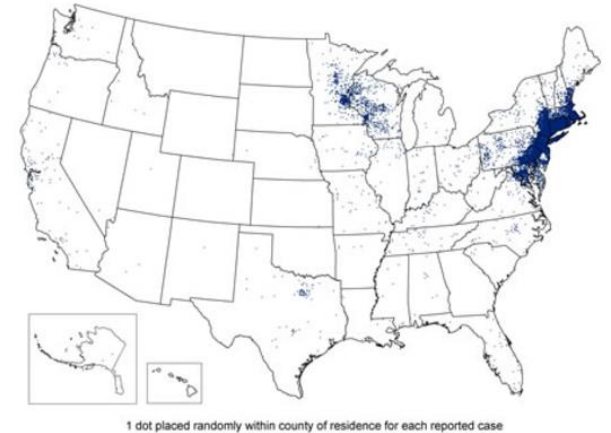 1 dot placed randomly within county of residence for each reported case